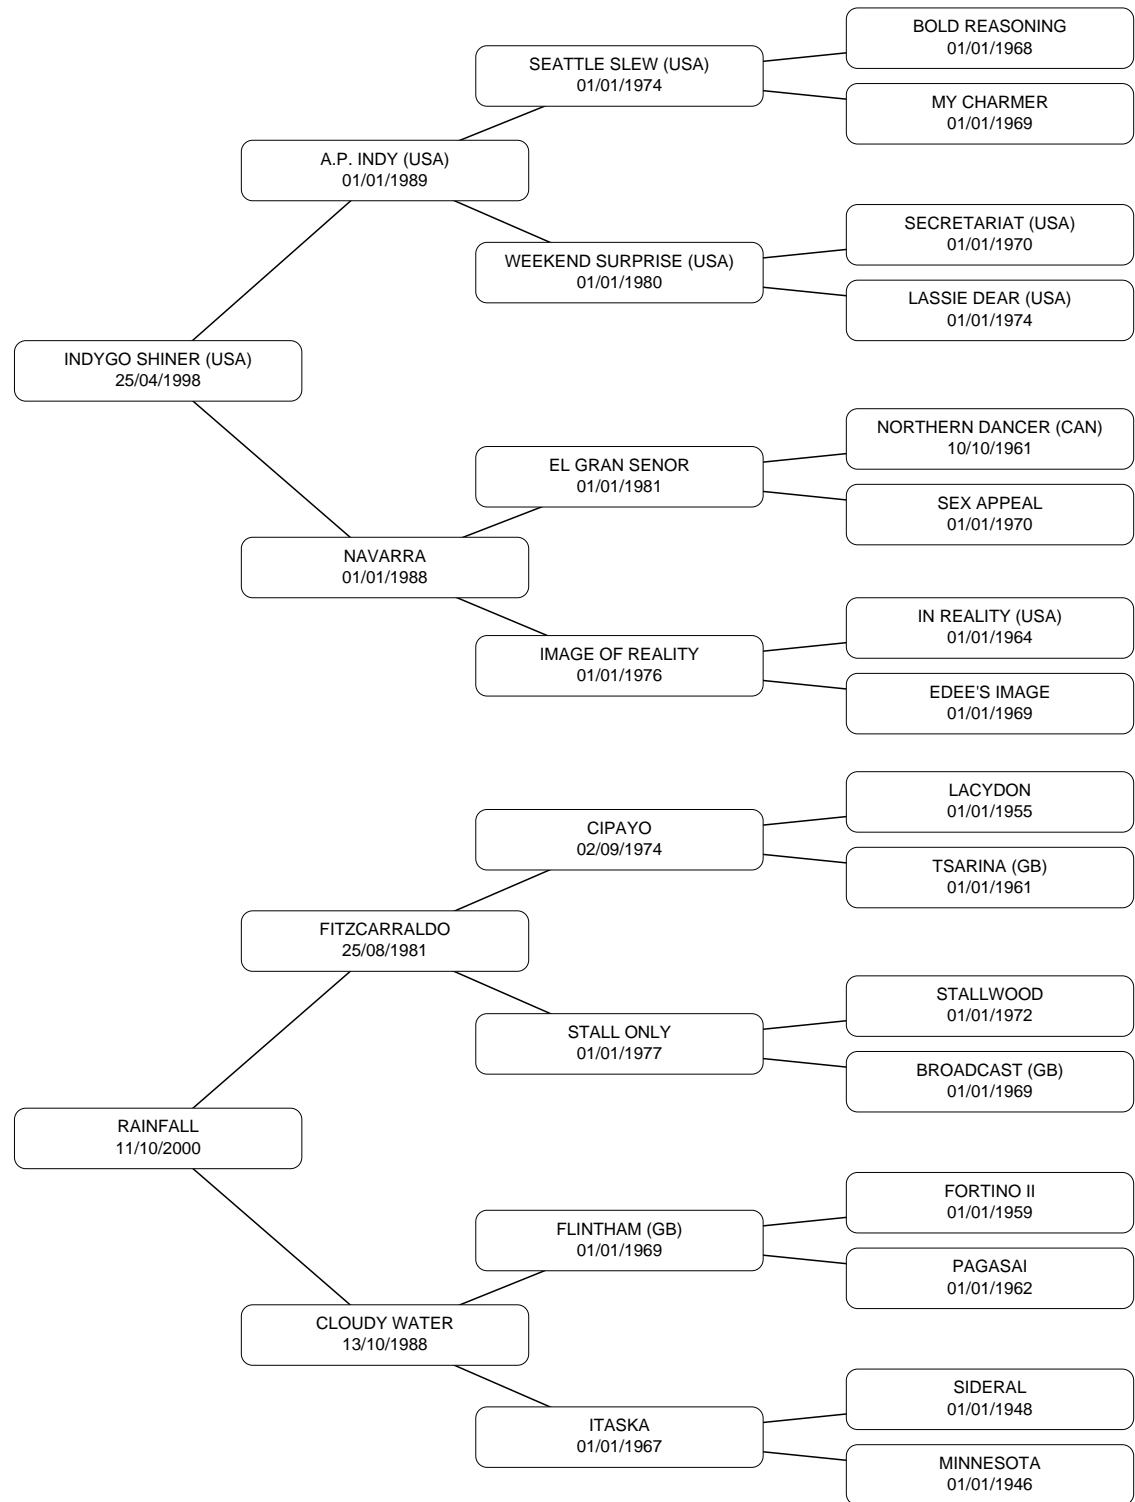 BOLD REASONING
01/01/1968
SEATTLE SLEW (USA)
01/01/1974
MY CHARMER
01/01/1969
A.P. INDY (USA)
01/01/1989
SECRETARIAT (USA)
01/01/1970
WEEKEND SURPRISE (USA)
01/01/1980
LASSIE DEAR (USA)
01/01/1974
INDYGO SHINER (USA)
25/04/1998
NORTHERN DANCER (CAN)
10/10/1961
EL GRAN SENOR
01/01/1981
SEX APPEAL
01/01/1970
NAVARRA
01/01/1988
IN REALITY (USA)
01/01/1964
IMAGE OF REALITY
01/01/1976
EDEE'S IMAGE
01/01/1969
LACYDON
01/01/1955
CIPAYO
02/09/1974
TSARINA (GB)
01/01/1961
FITZCARRALDO
25/08/1981
STALLWOOD
01/01/1972
STALL ONLY
01/01/1977
BROADCAST (GB)
01/01/1969
RAINFALL
11/10/2000
FORTINO II
01/01/1959
FLINTHAM (GB)
01/01/1969
PAGASAI
01/01/1962
CLOUDY WATER
13/10/1988
SIDERAL
01/01/1948
ITASKA
01/01/1967
MINNESOTA
01/01/1946